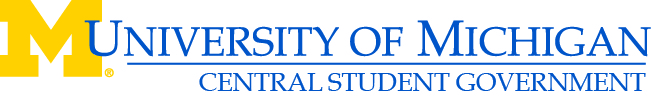 M® UNIVERSITY OF MICHIGAN
CENTRAL STUDENT GOVERNMENT